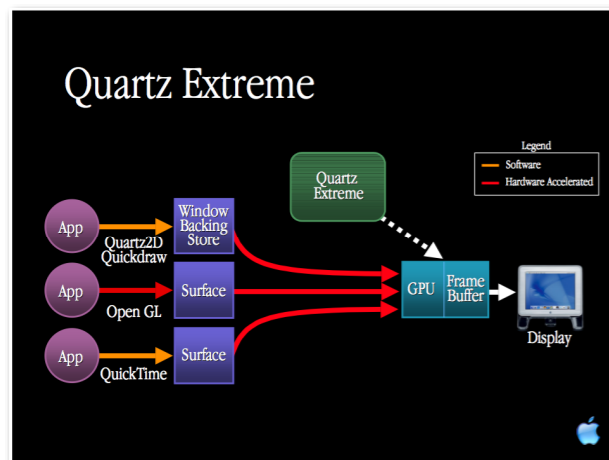 Quartz Extreme
Legend
Software
Hardware Accelerated
Quartz
Extreme
App
Quartz2D
Quickdraw
Window
Backing
Store
App
Open GL
Surface
GPU
Frame
Buffer
Display
App
QuickTime
Surface